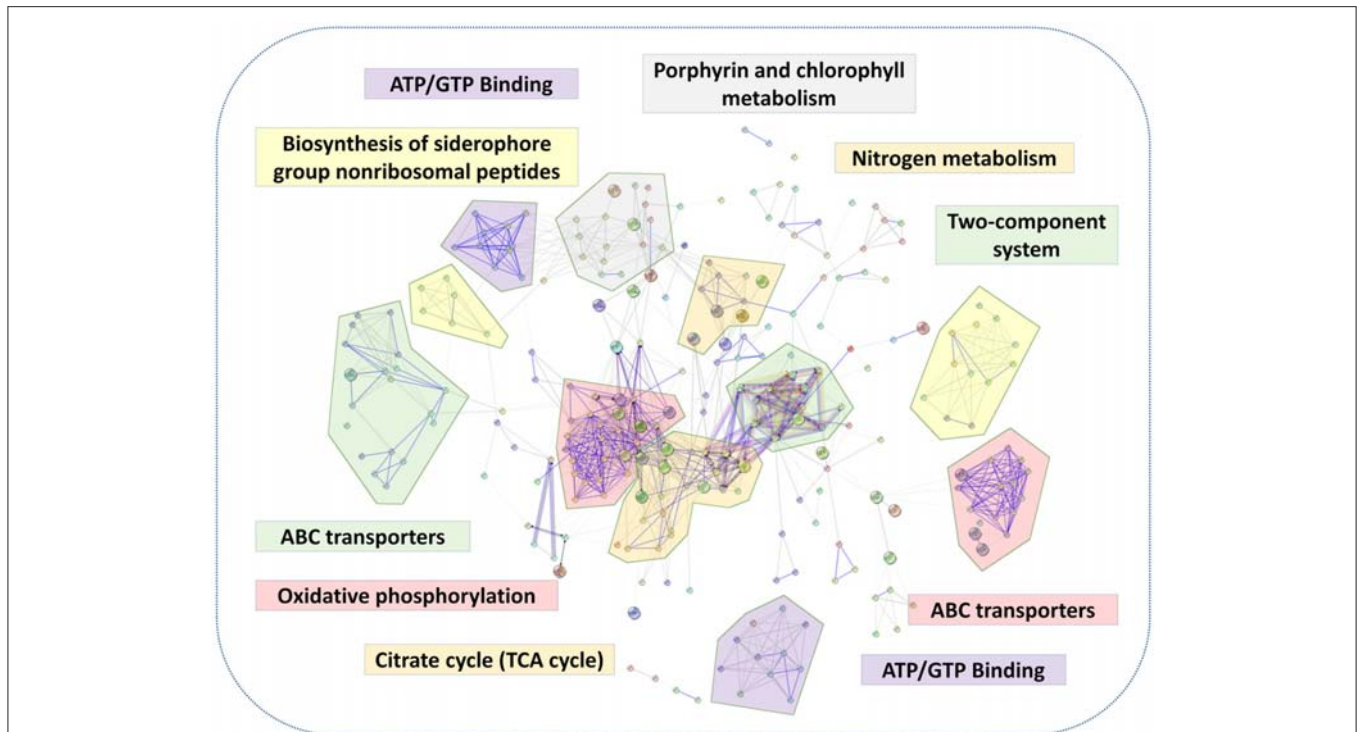 ATP/GTP Binding
Porphyrin and chlorophyll
metabolism
Biosynthesis of siderophore
group nonribosomal peptides
Nitrogen metabolism
Two-component
system
ABC transporters
Oxidative phosphorylation
ABC transporters
Citrate cycle (TCA cycle)
ATP/GTP Binding